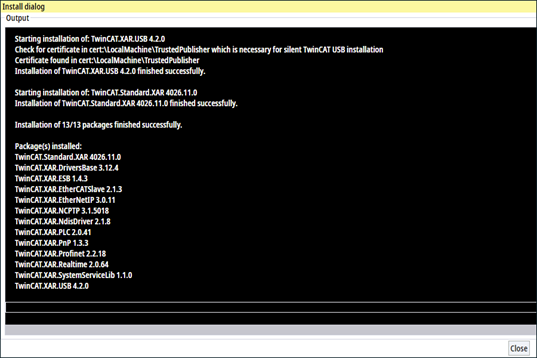 Install dialog
Output
Starting installation of: TwinCAT.XAR.USB 4.2.0
Check for certificate in cert:\LocalMachine\TrustedPublisher which is necessary for silent TwinCAT USB installation
Certificate found in cert:\LocalMachine\TrustedPublisher
Installation of TwinCAT.XAR.USB 4.2.0 finished successfully.
Starting installation of: TwinCAT.Standard.XAR 4026.11.0
Installation of TwinCAT.Standard.XAR 4026.11.0 finished successfully.
Installation of 13/13 packages finished successfully.
Package(s) installed:
TwinCAT.Standard.XAR 4026.11.0
TwinCAT.XAR.DriversBase 3.12.4
TwinCAT.XAR.ESB 1.4.3
TwinCAT.XAR.EtherCATSlave 2.1.3
TwinCAT.XAR.EtherNetIP 3.0.11
TwinCAT.XAR.NCPTP 3.1.5018
TwinCAT.XAR.NdisDriver 2.1.8
TwinCAT.XAR.PLC 2.0.41
TwinCAT.XAR.PnP 1.3.3
TwinCAT.XAR.Profinet 2.2.18
TwinCAT.XAR.Realtime 2.0.64
TwinCAT.XAR.SystemServiceLib 1.1.0
TwinCAT.XAR.USB 4.2.0
Close